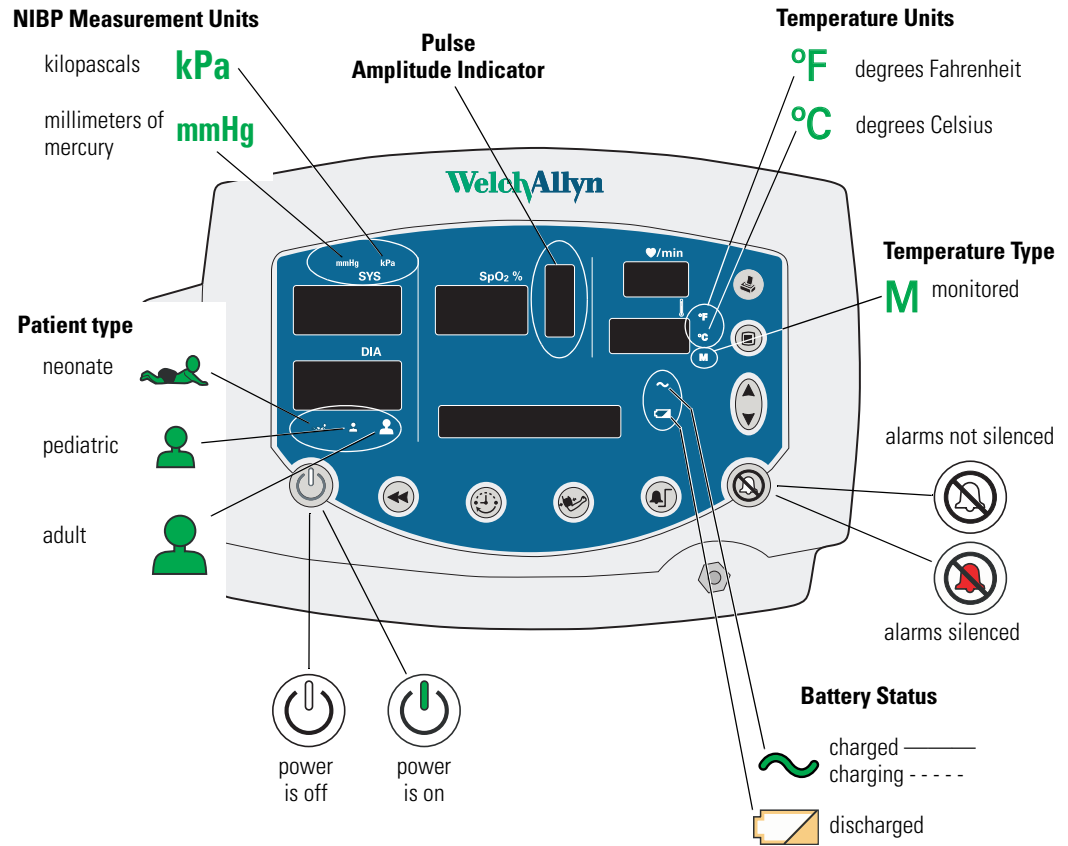 NIBP Measurement Units
kilopascals kPa
millimeters of
mercury
mmHg
Pulse
Amplitude Indicator
Temperature Units
°F degrees Fahrenheit
°C degrees Celsius
WelchAllyn
mmHg kPa
SYS
SpO₂ %
♥/min
°F
°C
M
DIA
Temperature Type
M monitored
Patient type
neonate
pediatric
adult
alarms not silenced
alarms silenced
power
is off
power
is on
Battery Status
charged
charging - - - - -
discharged